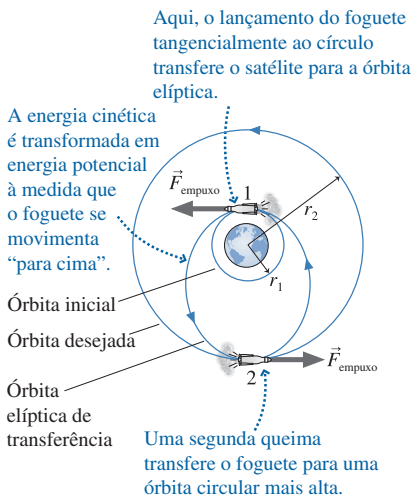 Aqui, o lançamento do foguete
tangencialmente ao círculo
transfere o satélite para a órbita
elíptica.
A energia cinética
é transformada em
energia potencial
à medida que
o foguete se
movimenta
“para cima”.
F⃗empuxo
1
r2
r1
Órbita inicial
Órbita desejada
Órbita
elíptica de
transferência
2
F⃗empuxo
Uma segunda queima
transfere o foguete para uma
órbita circular mais alta.